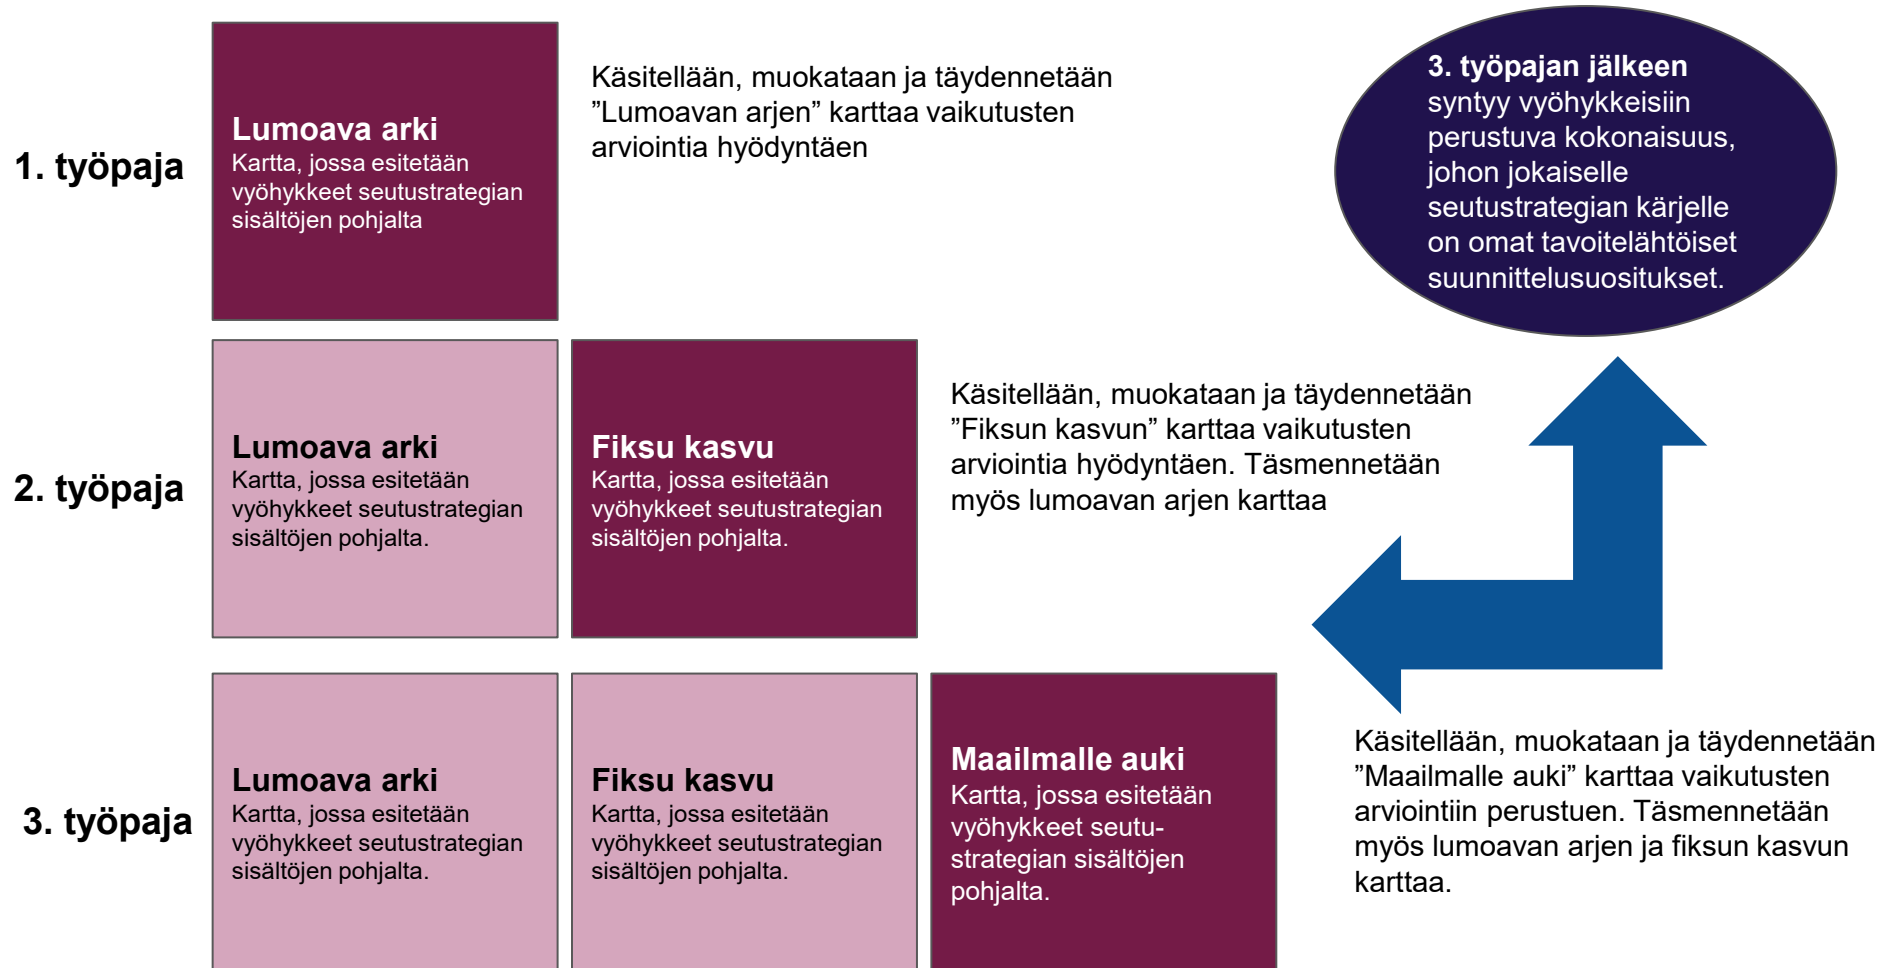 1. työpaja
Lumoava arki
Kartta, jossa esitetään
vyöhykkeet seutustrategian
sisältöjen pohjalta
Käsitellään, muokataan ja täydennetään
”Lumoavan arjen” karttaa vaikutusten
arviointia hyödyntäen
3. työpajan jälkeen
syntyy vyöhykkeisiin
perustuva kokonaisuus,
johon jokaiselle
seutustrategian kärjelle
on omat tavoitelähtöiset
suunnittelusuositukset.
2. työpaja
Lumoava arki
Kartta, jossa esitetään
vyöhykkeet seutustrategian
sisältöjen pohjalta.
Fiksu kasvu
Kartta, jossa esitetään
vyöhykkeet seutustrategian
sisältöjen pohjalta.
Käsitellään, muokataan ja täydennetään
”Fiksun kasvun” karttaa vaikutusten
arviointia hyödyntäen. Täsmennetään
myös lumoavan arjen karttaa
3. työpaja
Lumoava arki
Kartta, jossa esitetään
vyöhykkeet seutustrategian
sisältöjen pohjalta.
Fiksu kasvu
Kartta, jossa esitetään
vyöhykkeet seutustrategian
sisältöjen pohjalta.
Maailmalle auki
Kartta, jossa esitetään
vyöhykkeet seutu-
strategian sisältöjen
pohjalta.
Käsitellään, muokataan ja täydennetään
”Maailmalle auki” karttaa vaikutusten
arviointiin perustuen. Täsmennetään
myös lumoavan arjen ja fiksun kasvun
karttaa.